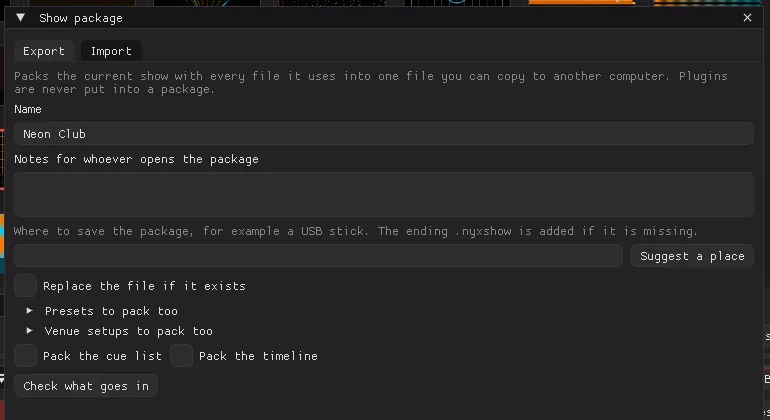 Show package
Export Import
Packs the current show with every file it uses into one file you can copy to another computer. Plugins
are never put into a package.
Name
Neon Club
Notes for whoever opens the package
Where to save the package, for example a USB stick. The ending .nyxshow is added if it is missing.
Suggest a place
Replace the file if it exists
Presets to pack too
Venue setups to pack too
Pack the cue list Pack the timeline
Check what goes in